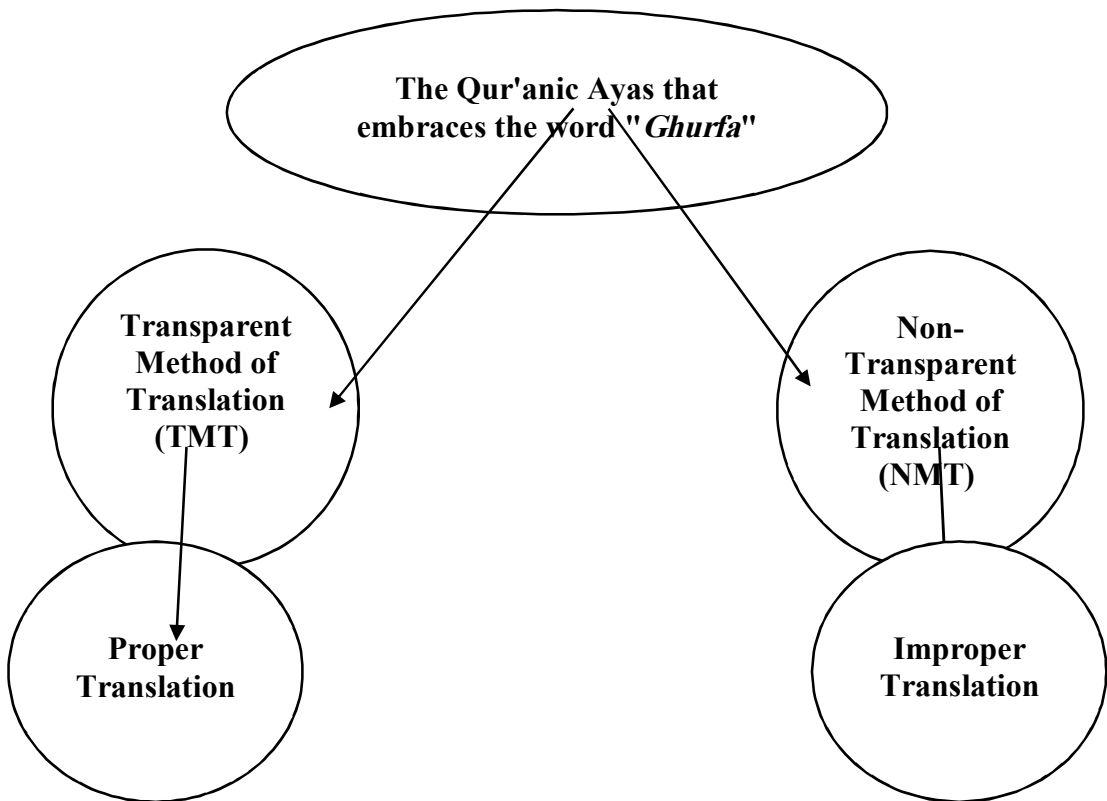 The Qur'anic Ayas that
embraces the word "Ghurfa"
Transparent
Method of
Translation
(TMT)
Non-
Transparent
Method of
Translation
(NMT)
Proper
Translation
Improper
Translation